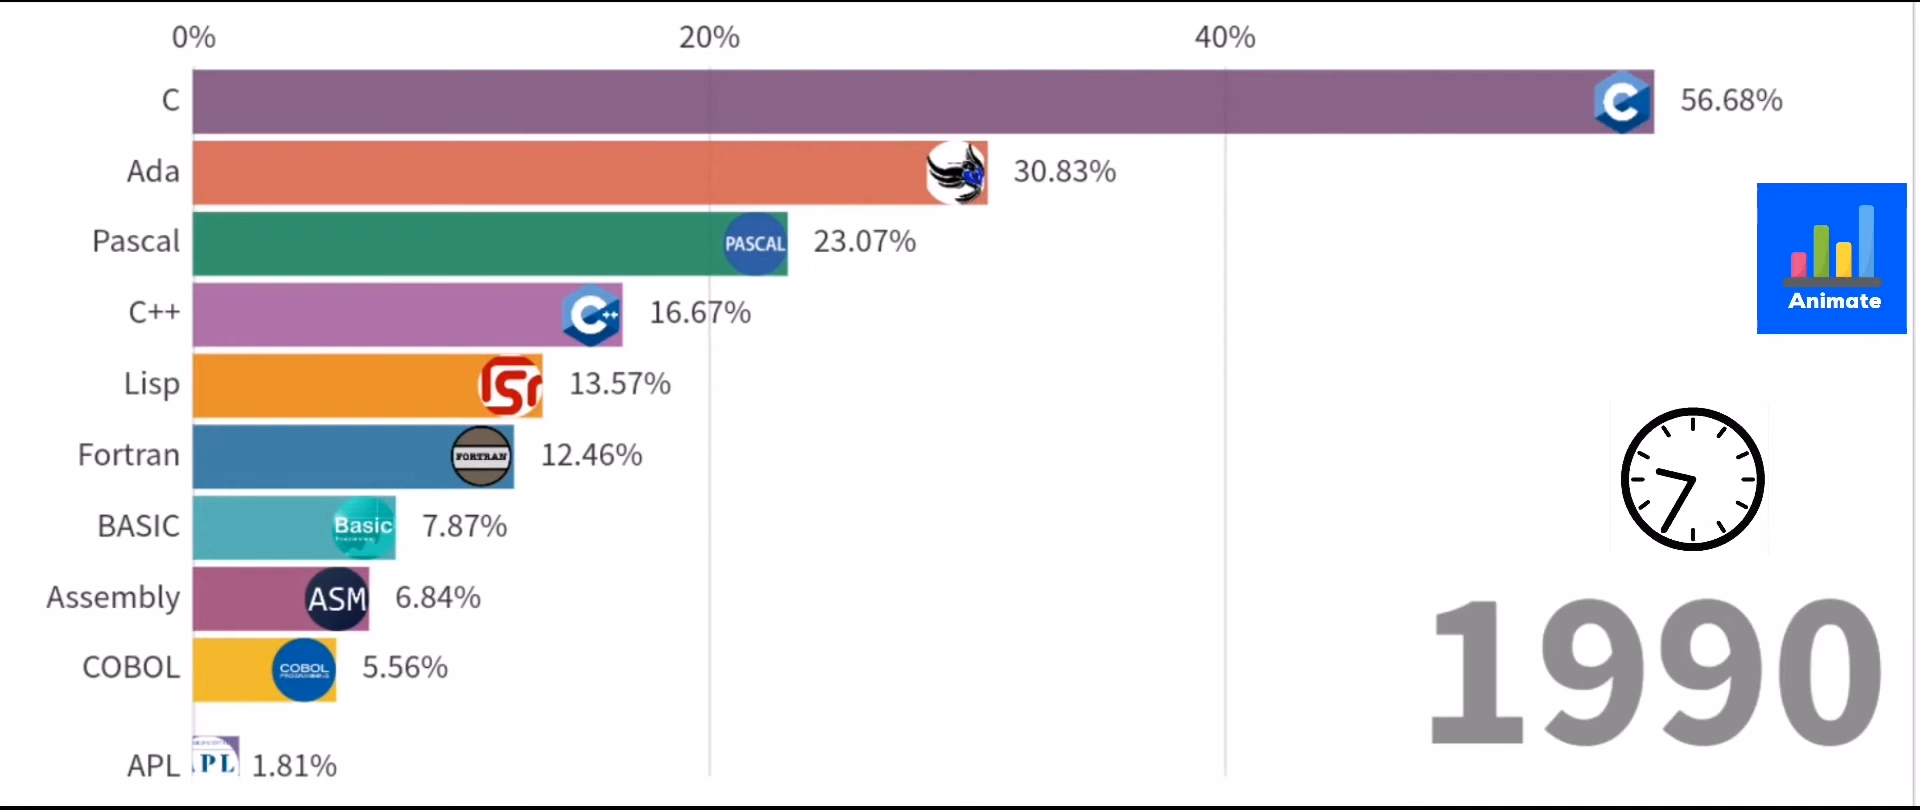 0% 20% 40%
C 56.68%
Ada 30.83%
Pascal PASCAL 23.07%
C++ C++ 16.67%
Lisp 13.57%
Fortran FORTRAN 12.46%
BASIC Basic 7.87%
Assembly ASM 6.84%
COBOL COBOL 5.56%
APL APL 1.81%
Animate
1990